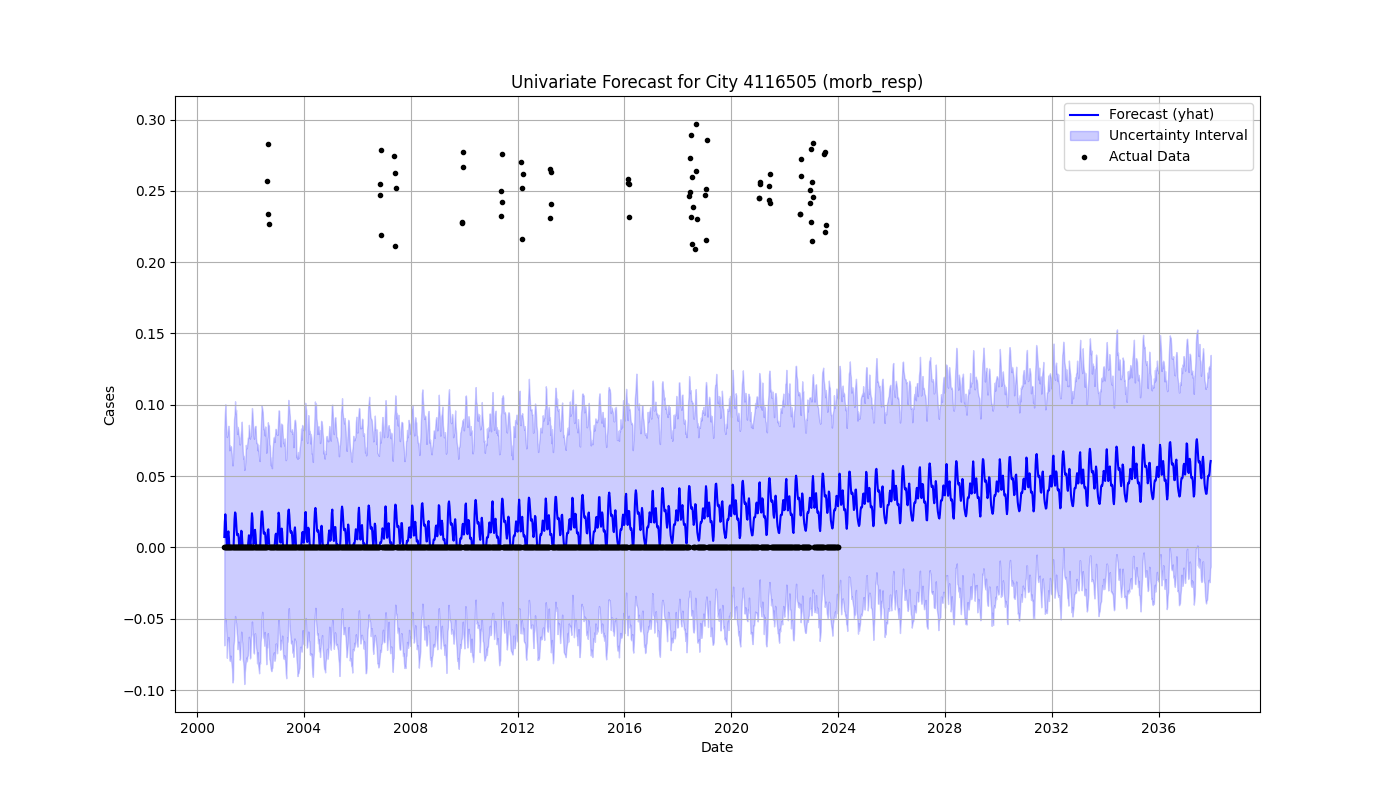 Univariate Forecast for City 4116505 (morb_resp)
Forecast (yhat)
Uncertainty Interval
Actual Data
Cases
0.30
0.25
0.20
0.15
0.10
0.05
0.00
−0.05
−0.10
2000 2004 2008 2012 2016 2020 2024 2028 2032 2036
Date